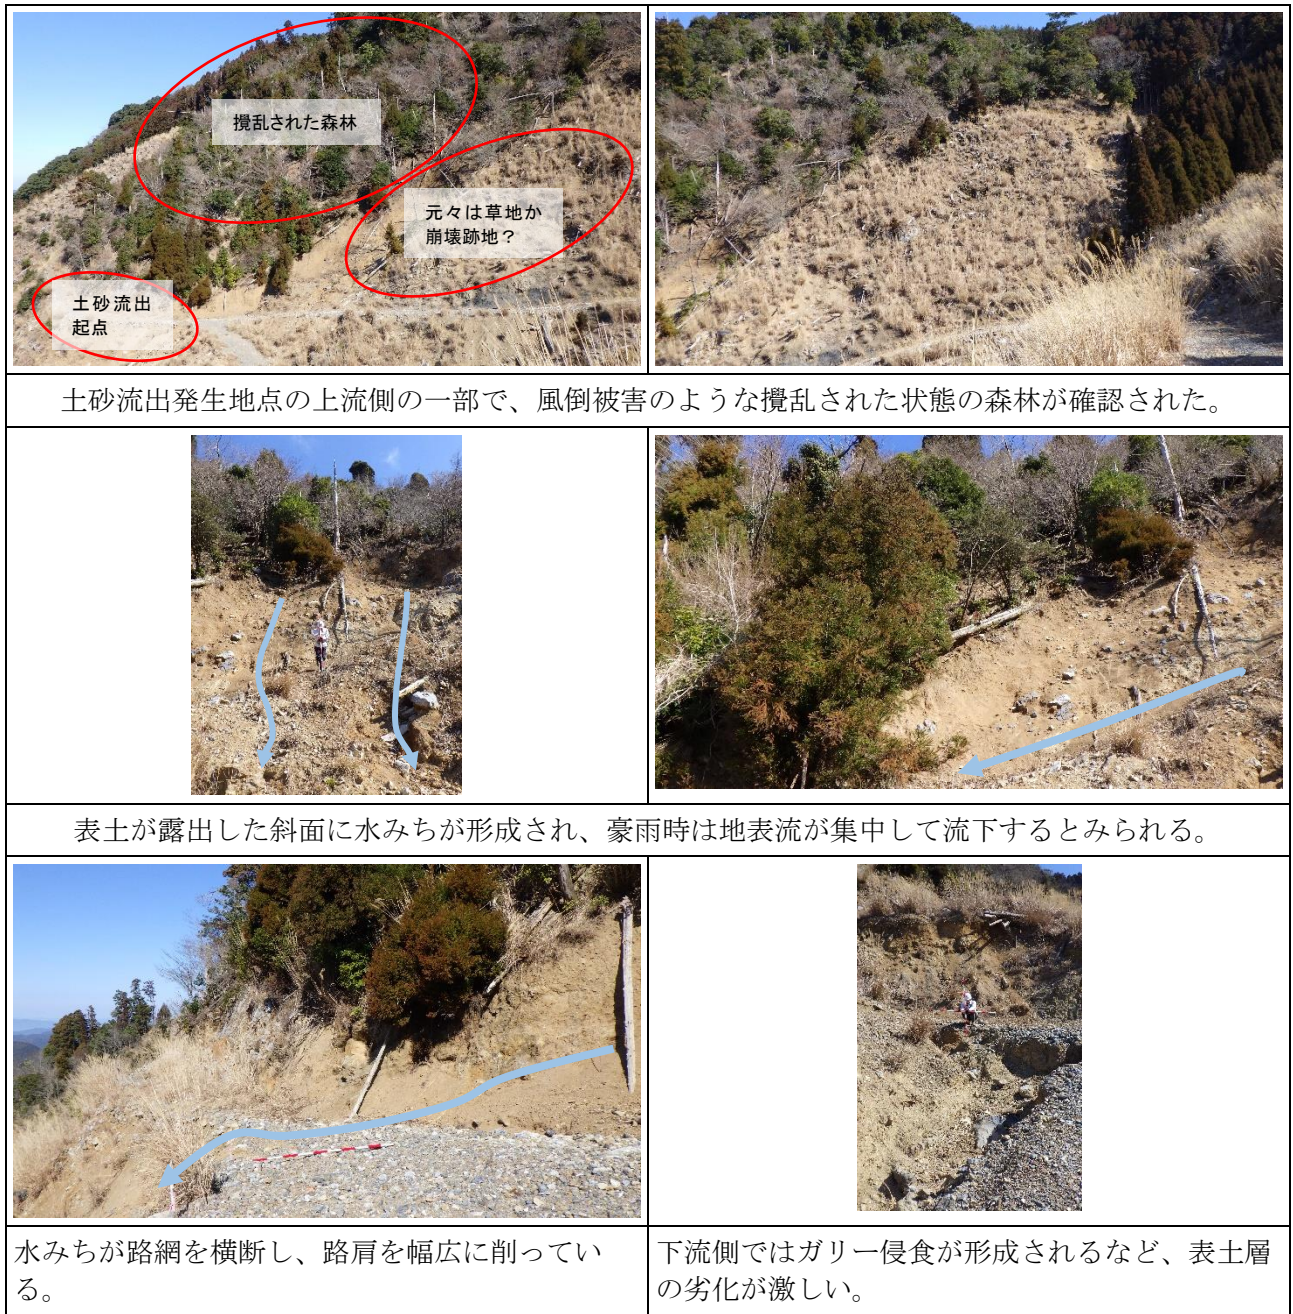 攪乱された森林
元々は草地か
崩壊跡地？
土砂流出
起点
土砂流出発生地点の上流側の一部で、風倒被害のような攪乱された状態の森林が確認された。
表土が露出した斜面に水みちが形成され、豪雨時は地表流が集中して流下するとみられる。
水みちが路網を横断し、路肩を幅広に削ってい
る。
下流側ではガリー侵食が形成されるなど、表土層
の劣化が激しい。